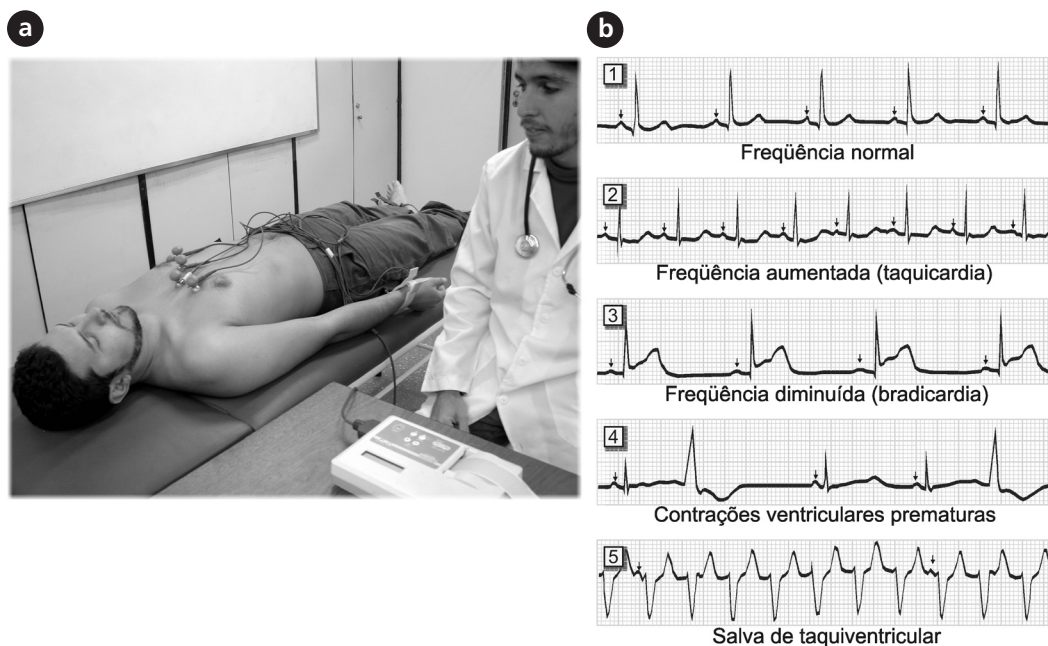 a
b
1
Freqüência normal
2
Freqüência aumentada (taquicardia)
3
Freqüência diminuída (bradicardia)
4
Contrações ventriculares prematuras
5
Salva de taquiventricular